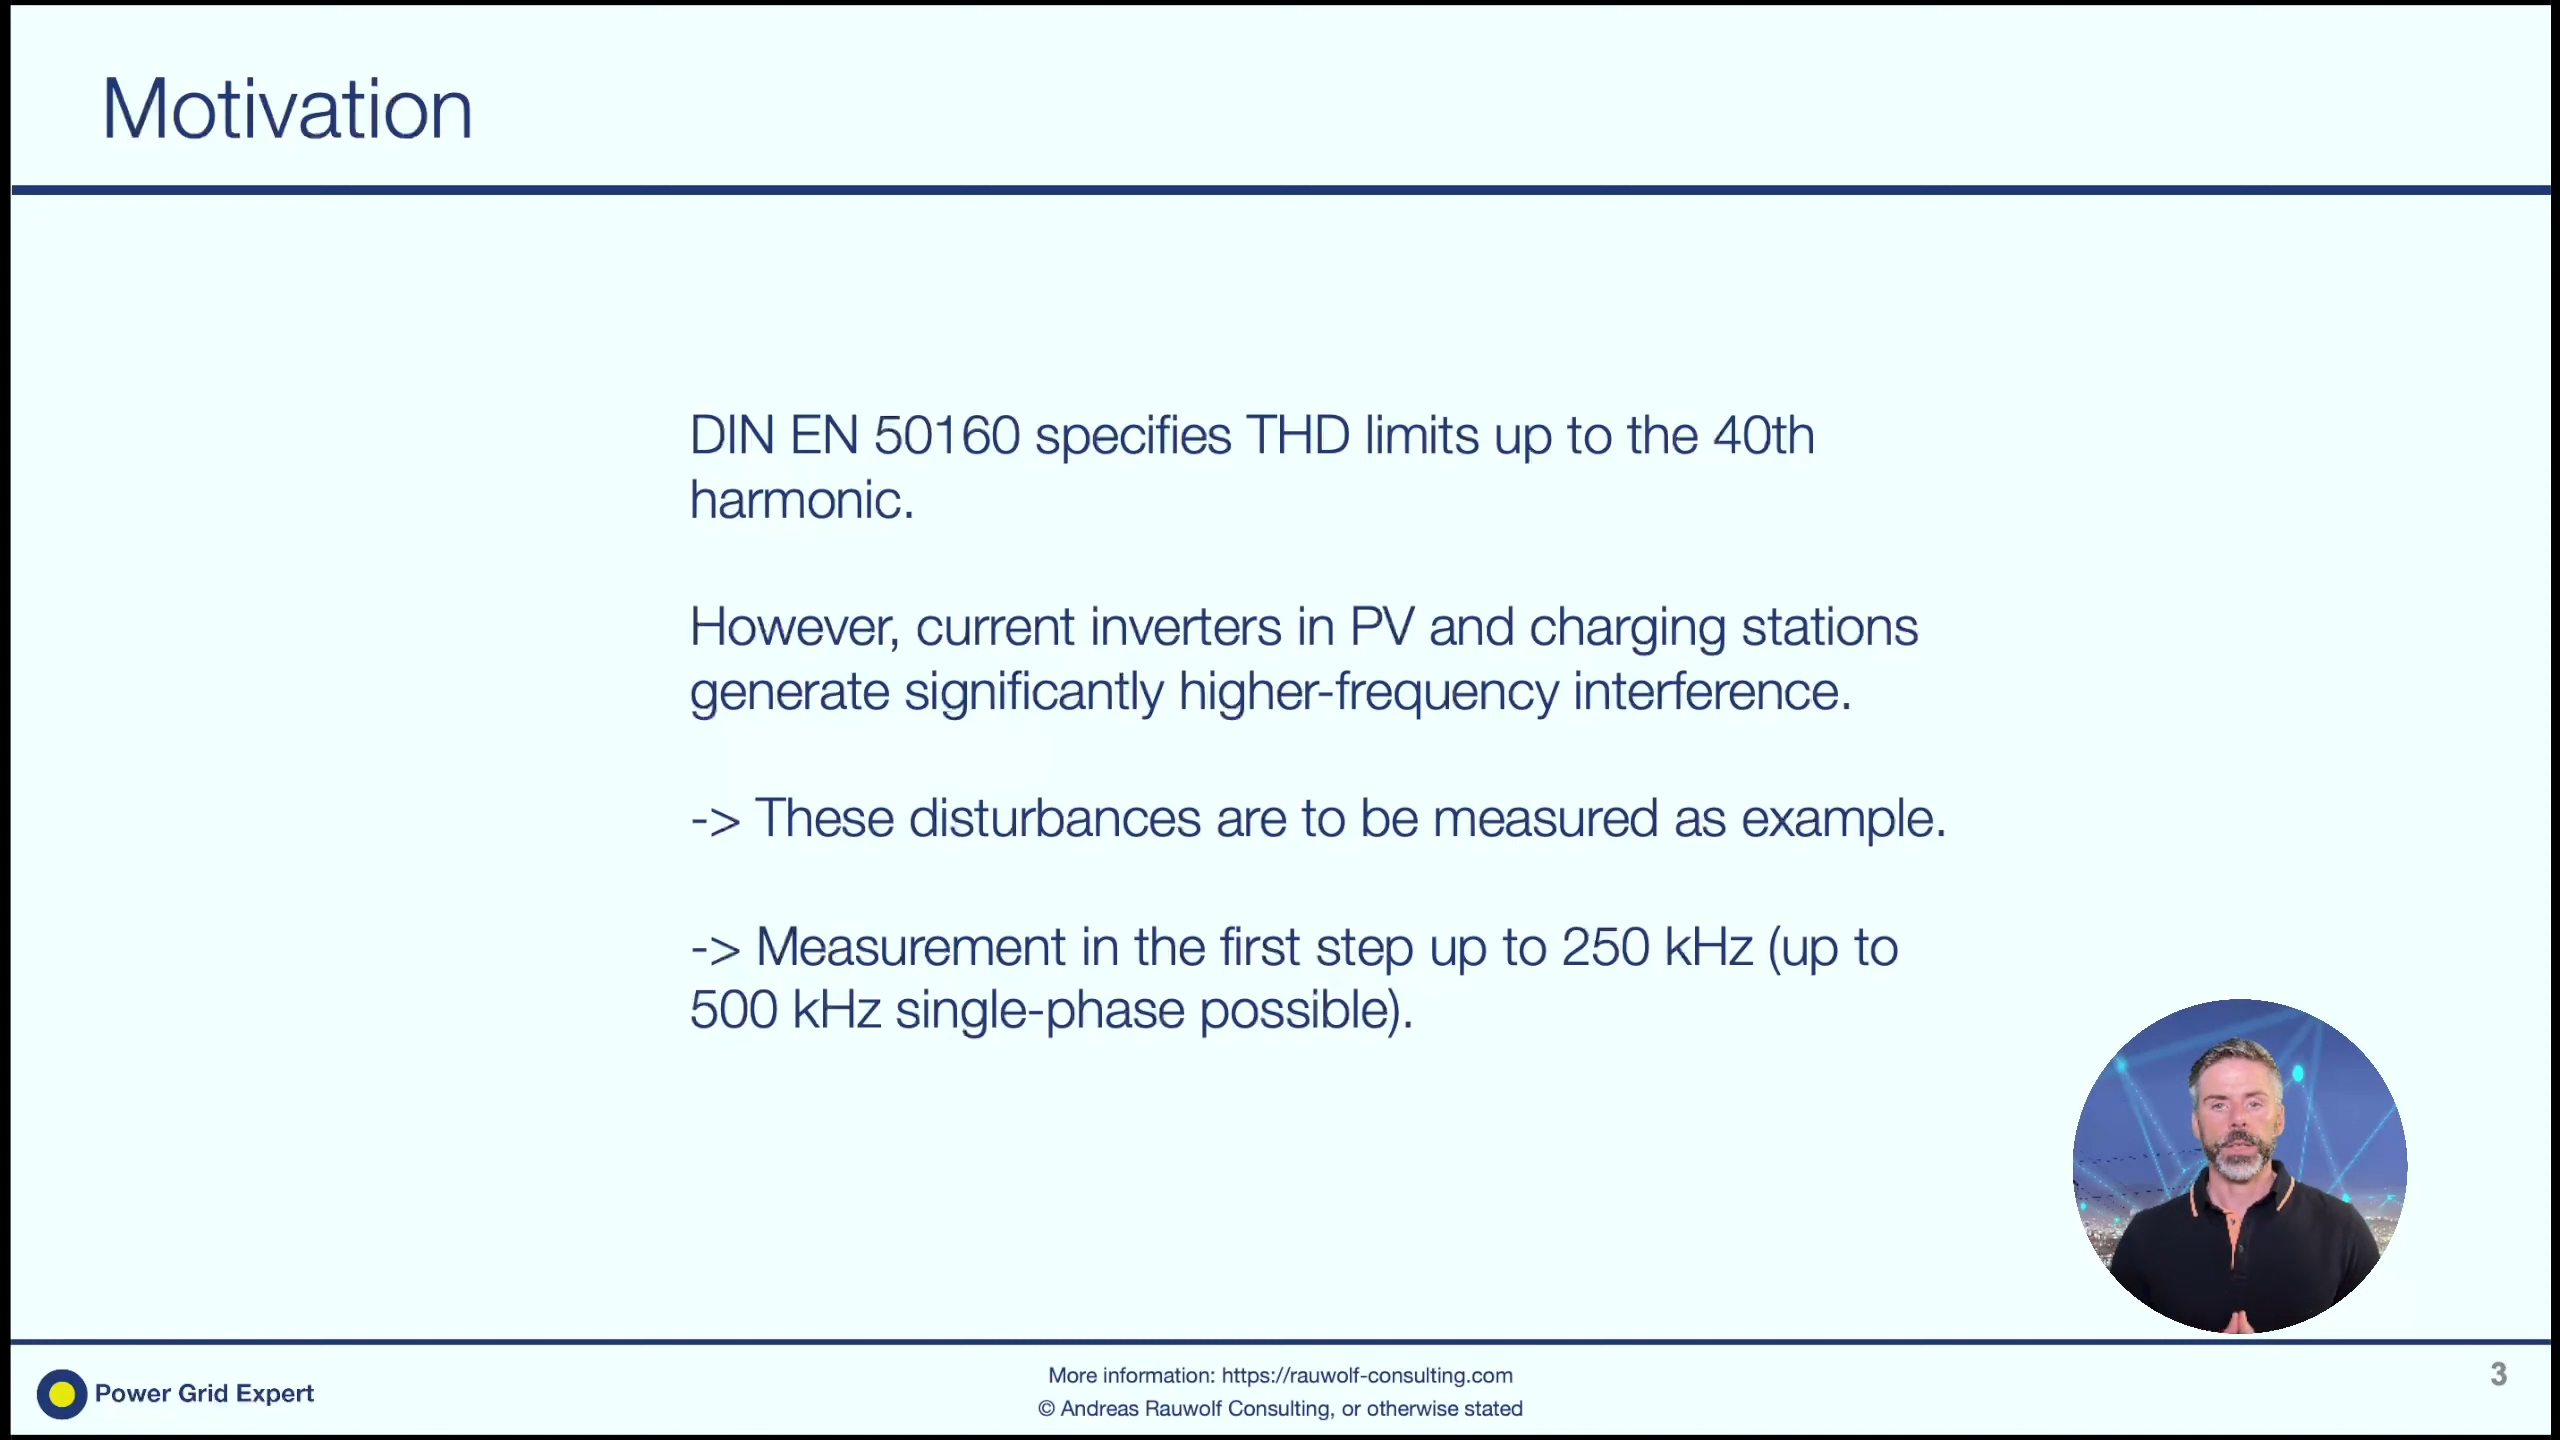 Motivation
DIN EN 50160 specifies THD limits up to the 40th
harmonic.
However, current inverters in PV and charging stations
generate significantly higher-frequency interference.
-> These disturbances are to be measured as example.
-> Measurement in the first step up to 250 kHz (up to
500 kHz single-phase possible).
Power Grid Expert
More information: https://rauwolf-consulting.com
© Andreas Rauwolf Consulting, or otherwise stated
3